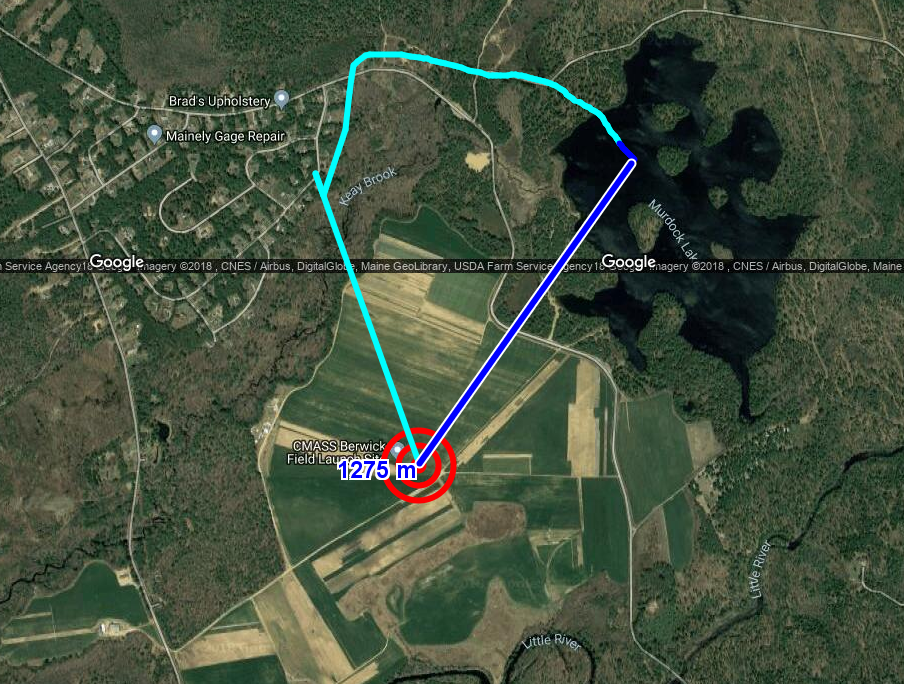 Brad's Upholstery
Mainely Gage Repair
Keay Brook
Murdock Lak
Google
Google
n Service Agency18
Imagery ©2018 , CNES / Airbus, DigitalGlobe, Maine GeoLibrary, USDA Farm Service Agency18
Imagery ©2018 , CNES / Airbus, DigitalGlobe, Maine
CMASS Berwick
Field Launch Sit
1275 m
Little River
Little River